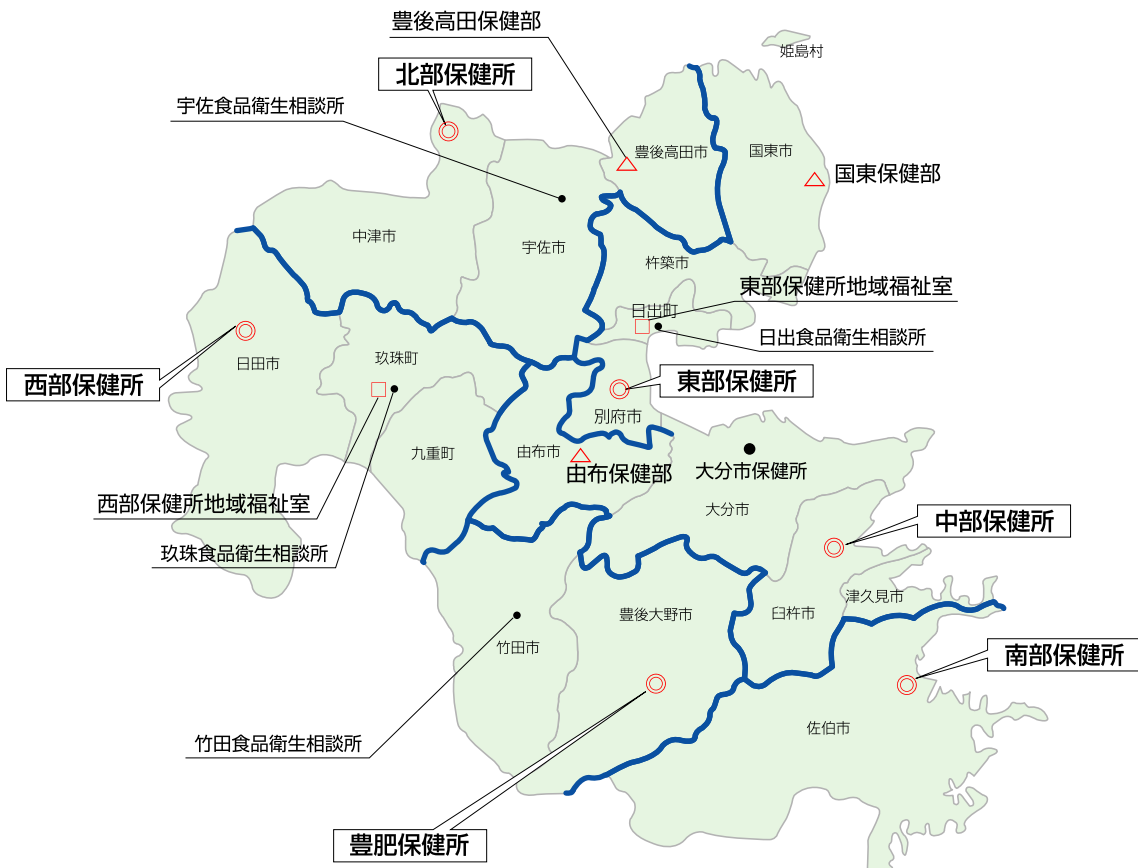 豊後高田保健部
姫島村
北部保健所
宇佐食品衛生相談所
豊後高田市
国東市
国東保健部
中津市
宇佐市
杵築市
東部保健所地域福祉室
日出町
日出食品衛生相談所
日田市
玖珠町
西部保健所
東部保健所
別府市
九重町
由布市
由布保健部
大分市保健所
西部保健所地域福祉室
大分市
中部保健所
玖珠食品衛生相談所
津久見市
豊後大野市
臼杵市
竹田市
南部保健所
佐伯市
竹田食品衛生相談所
豊肥保健所